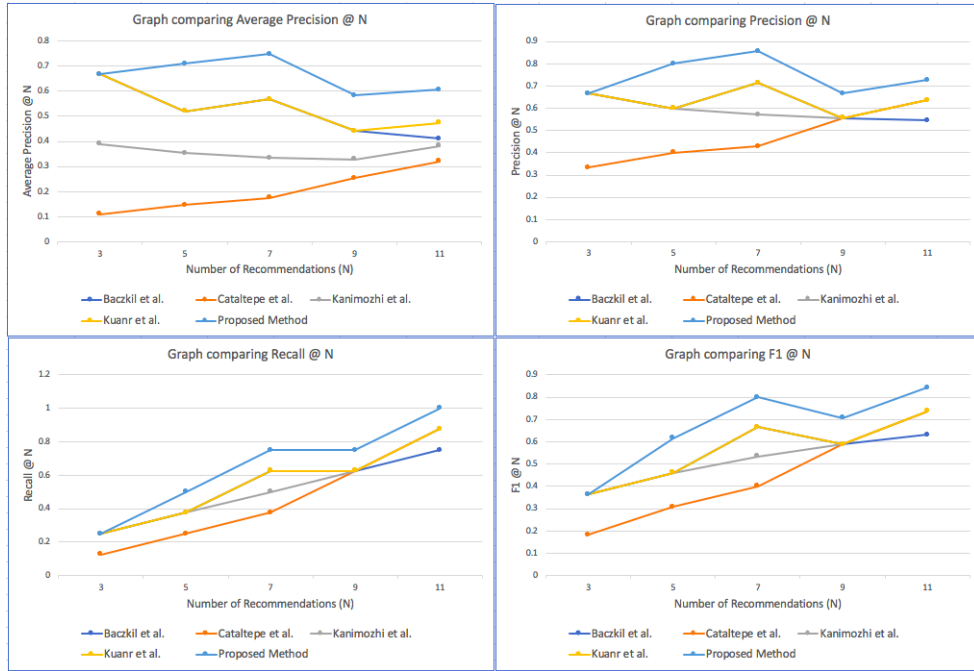 Graph comparing Average Precision @ N
0.8
0.7
0.6
0.5
0.4
0.3
0.2
0.1
0
Average Precision @ N
3 5 7 9 11
Number of Recommendations (N)
Baczkil et al. Cataltepe et al. Kanimozhi et al.
Kuanr et al. Proposed Method
Graph comparing Precision @ N
0.9
0.8
0.7
0.6
0.5
0.4
0.3
0.2
0.1
0
Precision @ N
3 5 7 9 11
Number of Recommendations (N)
Baczkil et al. Cataltepe et al. Kanimozhi et al.
Kuanr et al. Proposed Method
Graph comparing Recall @ N
1.2
1
0.8
0.6
0.4
0.2
0
Recall @ N
3 5 7 9 11
Number of Recommendations (N)
Baczkil et al. Cataltepe et al. Kanimozhi et al.
Kuanr et al. Proposed Method
Graph comparing F1 @ N
0.9
0.8
0.7
0.6
0.5
0.4
0.3
0.2
0.1
0
F1 @ N
3 5 7 9 11
Number of Recommendations (N)
Baczkil et al. Cataltepe et al. Kanimozhi et al.
Kuanr et al. Proposed Method